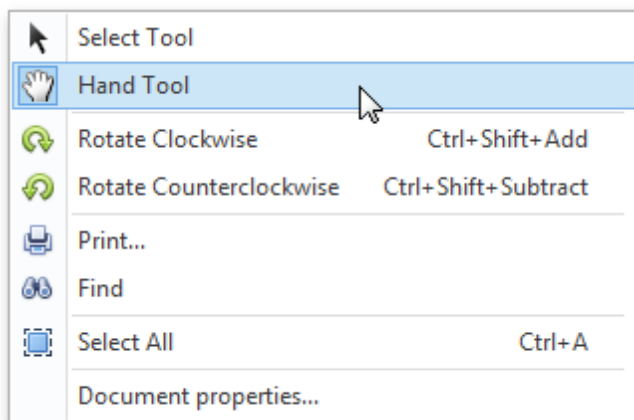 Select Tool
Hand Tool
Rotate Clockwise Ctrl+Shift+Add
Rotate Counterclockwise Ctrl+Shift+Subtract
Print...
Find
Select All Ctrl+A
Document properties...